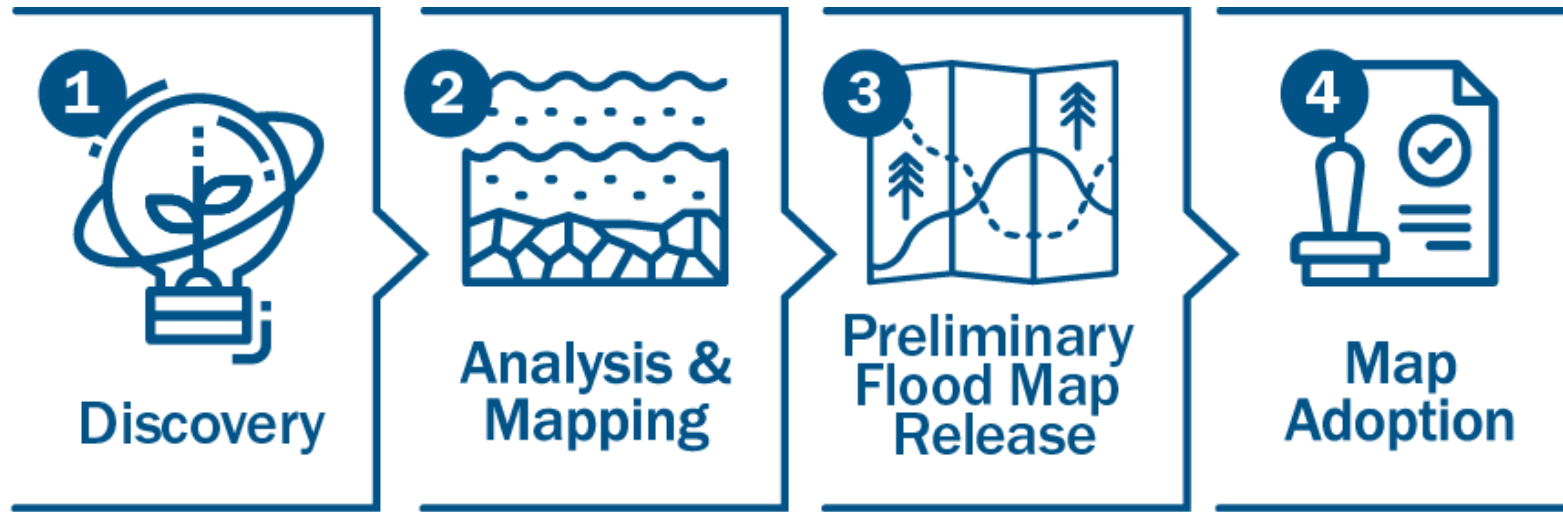 1
Discovery
2
Analysis &
Mapping
3
Preliminary
Flood Map
Release
4
Map
Adoption